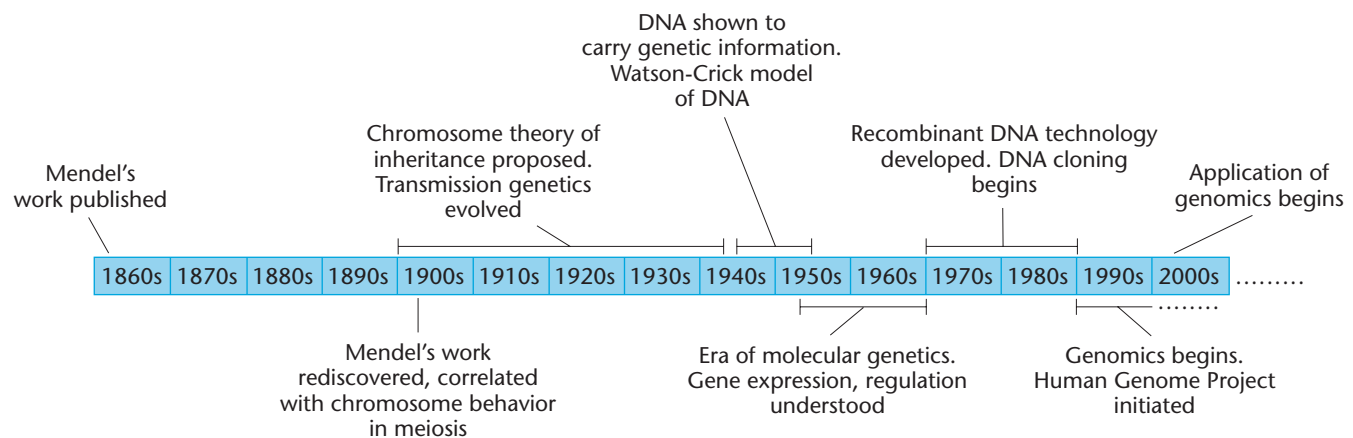 DNA shown to
carry genetic information.
Watson-Crick model
of DNA
Chromosome theory of
inheritance proposed.
Transmission genetics
evolved
Recombinant DNA technology
developed. DNA cloning
begins
Mendel’s
work published
Application of
genomics begins
1860s 1870s 1880s 1890s 1900s 1910s 1920s 1930s 1940s 1950s 1960s 1970s 1980s 1990s 2000s .........
........
Mendel’s work
rediscovered, correlated
with chromosome behavior
in meiosis
Era of molecular genetics.
Gene expression, regulation
understood
Genomics begins.
Human Genome Project
initiated